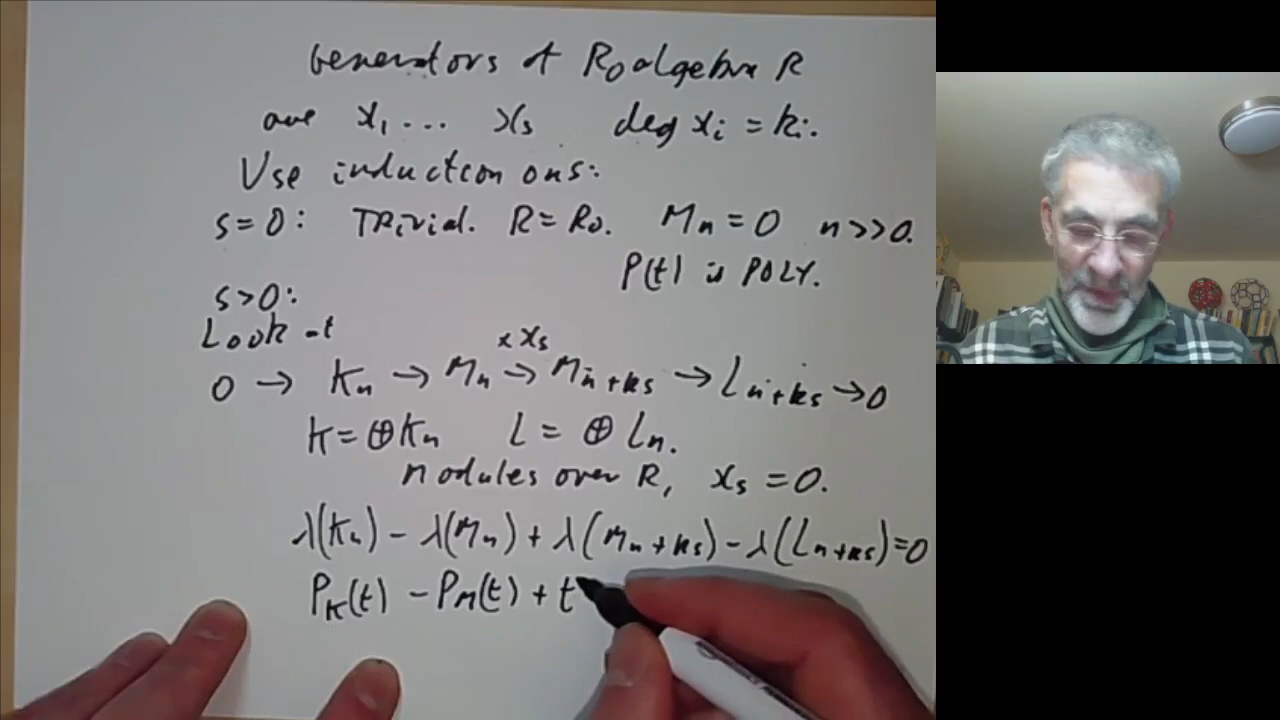 Generators of R₀ algebra R
are x₁ ... xₛ deg xᵢ = kᵢ.
Use induction on s:
s=0: TRivial. R=R₀. Mₙ = 0 n>>0.
P(t) is POLY.
s>0:
Look at
× xₛ
0 → Kₙ → Mₙ → Mₙ₊ₖₛ → Lₙ₊ₖₛ → 0
K = ⊕Kₙ L = ⊕ Lₙ.
modules over R, xₛ = 0.
λ(Kₙ) - λ(Mₙ) + λ(Mₙ₊ₖₛ) - λ(Lₙ₊ₖₛ) = 0
P_K(t) - P_M(t) + t